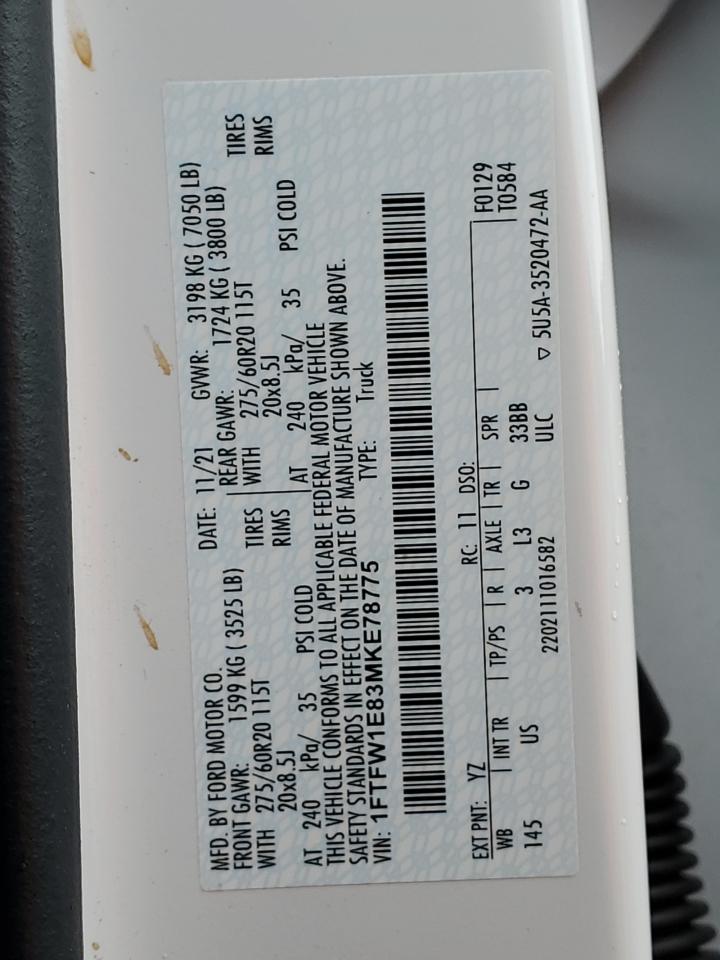 MFD. BY FORD MOTOR CO. DATE: 11/21 GVWR: 3198 KG ( 7050 LB)
FRONT GAWR: 1599 KG ( 3525 LB) REAR GAWR: 1724 KG ( 3800 LB)
WITH 275/60R20 115T TIRES WITH 275/60R20 115T TIRES
20x8.5J RIMS 20x8.5J RIMS
AT 240 kPa/ 35 PSI COLD AT 240 kPa/ 35 PSI COLD
THIS VEHICLE CONFORMS TO ALL APPLICABLE FEDERAL MOTOR VEHICLE
SAFETY STANDARDS IN EFFECT ON THE DATE OF MANUFACTURE SHOWN ABOVE.
VIN: 1FTFW1E83MKE78775 TYPE: Truck
EXT PNT: YZ RC: 11 DSO: F0129
WB INT TR TP/PS R AXLE TR SPR T0584
145 US 3 L3 G 33BB
2202111016582 ULC ▽ 5U5A-3520472-AA